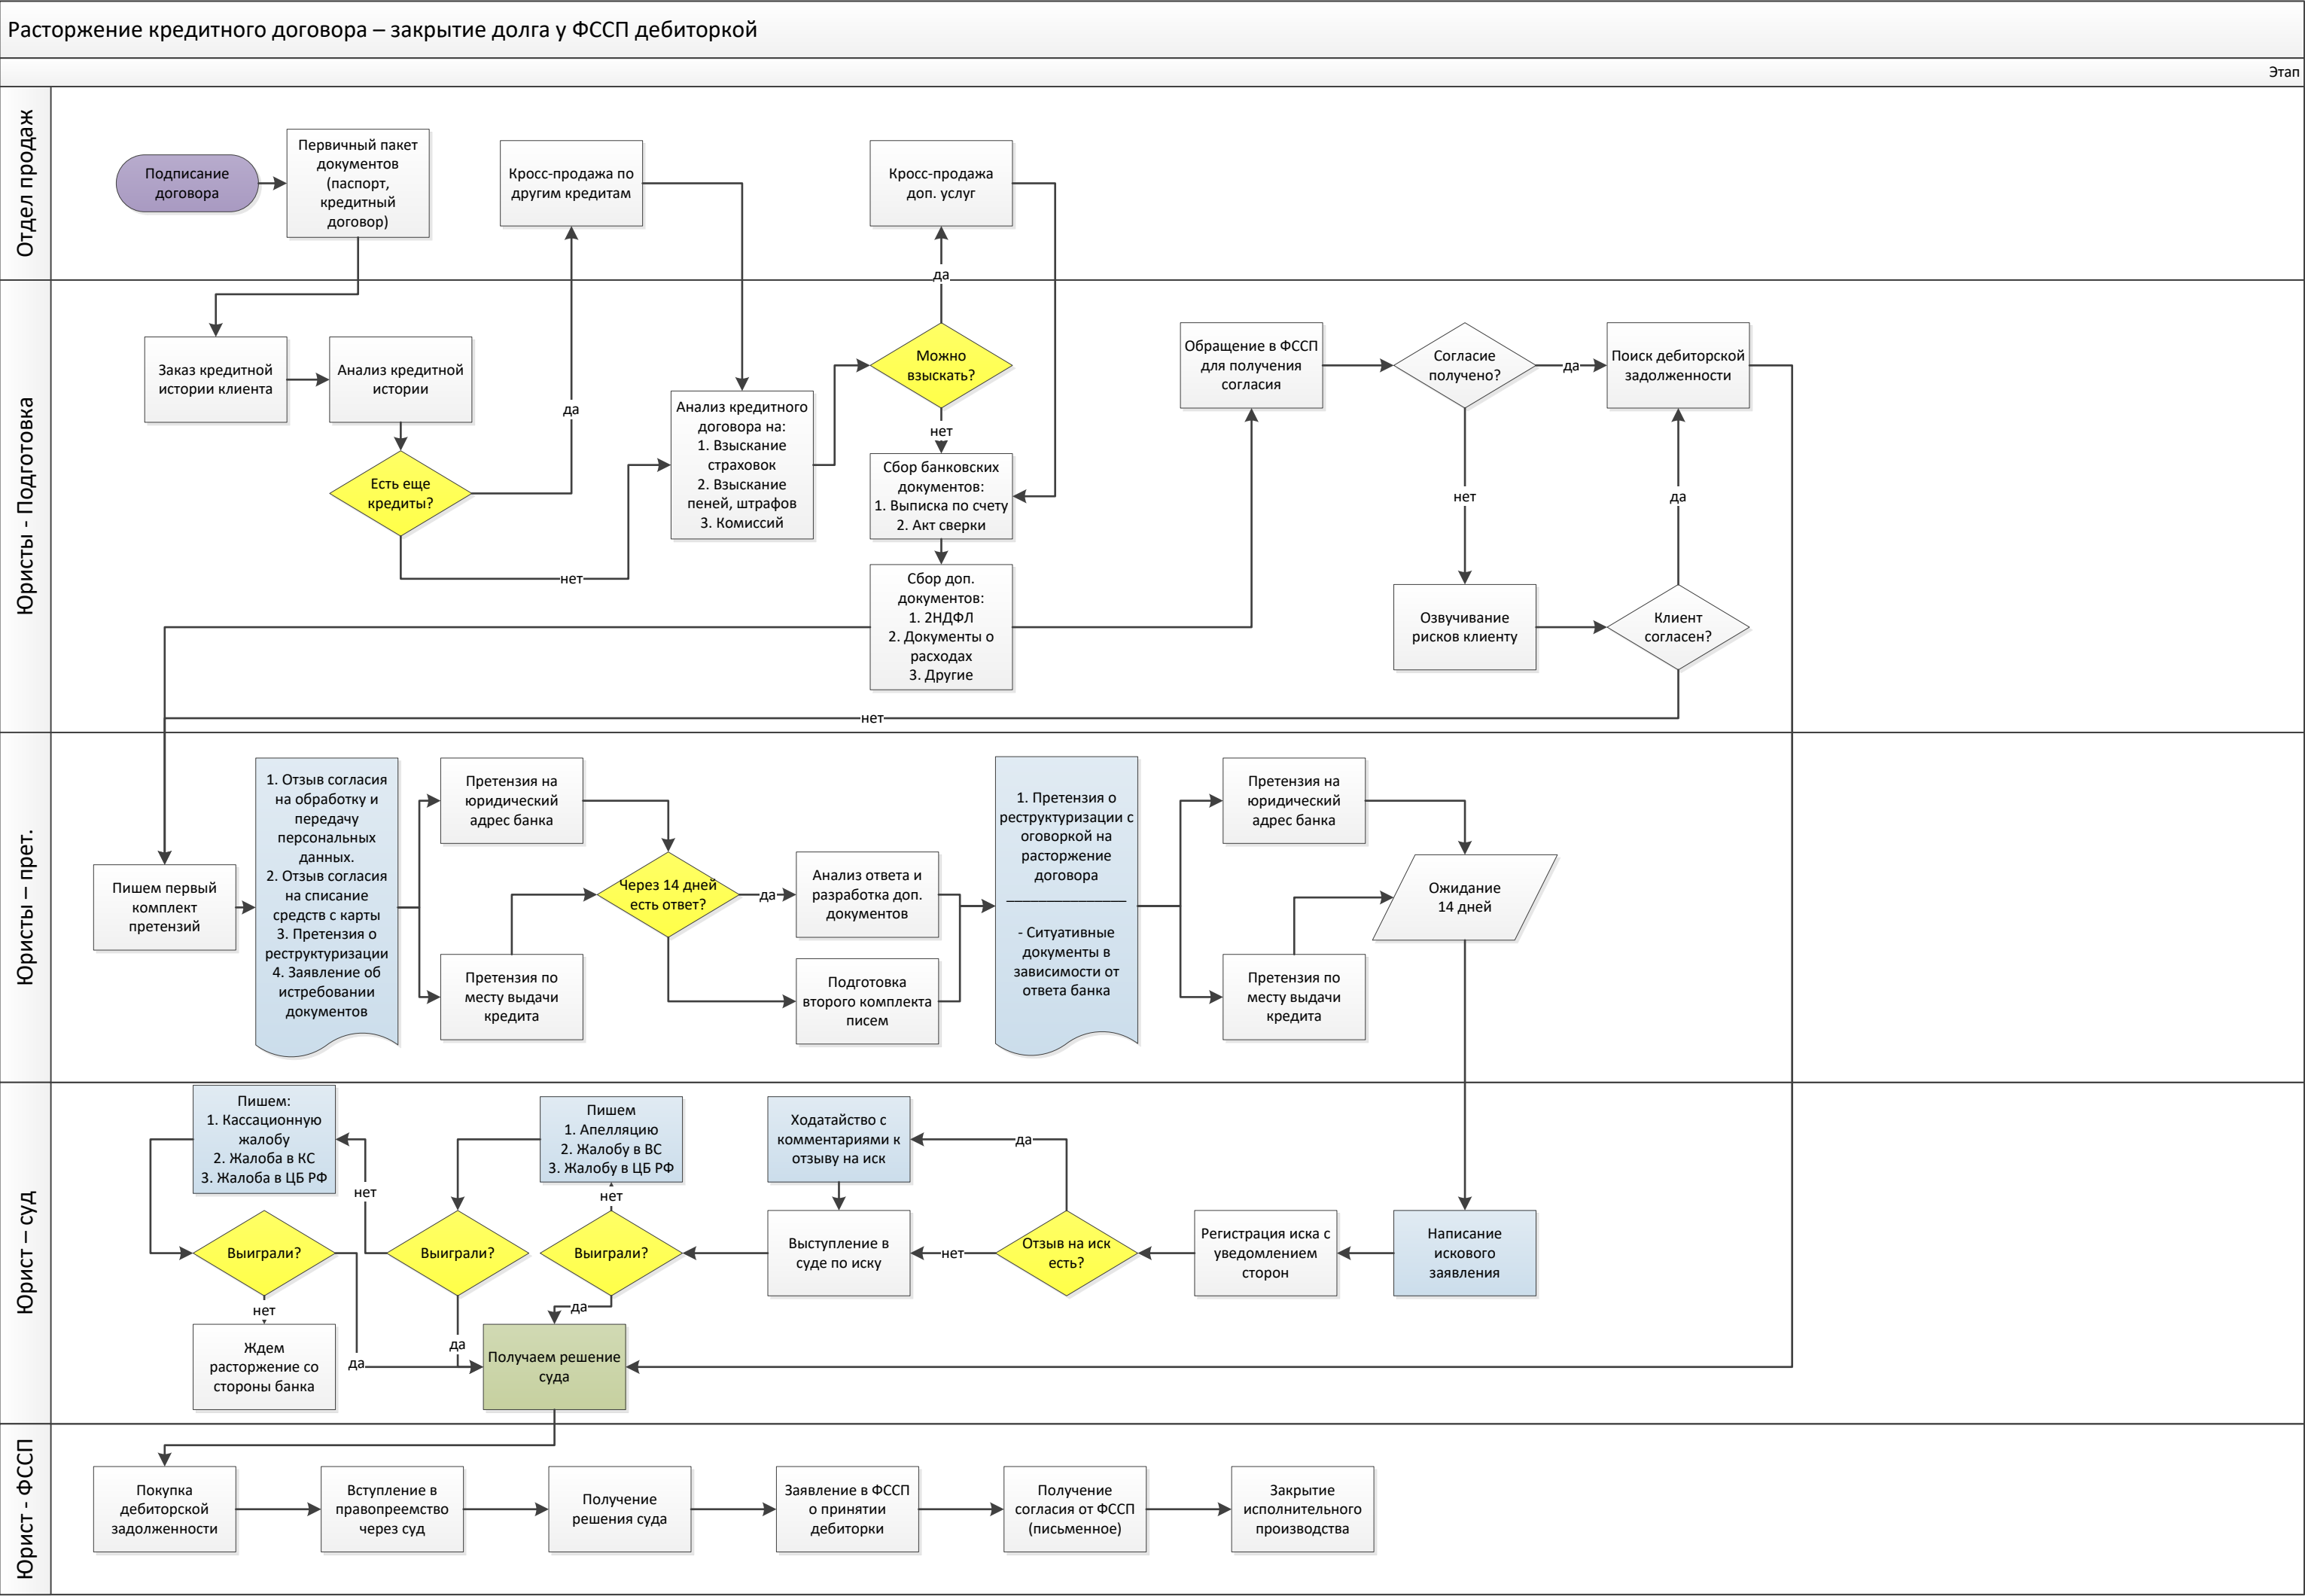 Расторжение кредитного договора – закрытие долга у ФССП дебиторкой
Этап
Отдел продаж
Подписание
договора
Первичный пакет
документов
(паспорт,
кредитный
договор)
Кросс-продажа по
другим кредитам
Кросс-продажа
доп. услуг
да
Юристы - Подготовка
Заказ кредитной
истории клиента
Анализ кредитной
истории
Есть еще
кредиты?
да
нет
Анализ кредитного
договора на:
1. Взыскание
страховок
2. Взыскание
пеней, штрафов
3. Комиссий
Можно
взыскать?
нет
Сбор банковских
документов:
1. Выписка по счету
2. Акт сверки
Сбор доп.
документов:
1. 2НДФЛ
2. Документы о
расходах
3. Другие
Обращение в ФССП
для получения
согласия
Согласие
получено?
да
Поиск дебиторской
задолженности
нет
да
Озвучивание
рисков клиенту
Клиент
согласен?
нет
Юристы – прет.
Пишем первый
комплект
претензий
1. Отзыв согласия
на обработку и
передачу
персональных
данных.
2. Отзыв согласия
на списание
средств с карты
3. Претензия о
реструктуризации
4. Заявление об
истребовании
документов
Претензия на
юридический
адрес банка
Претензия по
месту выдачи
кредита
Через 14 дней
есть ответ?
да
Анализ ответа и
разработка доп.
документов
Подготовка
второго комплекта
писем
1. Претензия о
реструктуризации с
оговоркой на
расторжение
договора
- Ситуативные
документы в
зависимости от
ответа банка
Претензия на
юридический
адрес банка
Претензия по
месту выдачи
кредита
Ожидание
14 дней
Юрист – суд
Пишем:
1. Кассационную
жалобу
2. Жалоба в КС
3. Жалоба в ЦБ РФ
нет
Пишем
1. Апелляцию
2. Жалобу в ВС
3. Жалобу в ЦБ РФ
нет
Ходатайство с
комментариями к
отзыву на иск
да
Выиграли?
Выиграли?
Выиграли?
Выступление в
суде по иску
нет
Отзыв на иск
есть?
Регистрация иска с
уведомлением
сторон
Написание
искового
заявления
нет
да
да
да
Ждем
расторжение со
стороны банка
Получаем решение
суда
Юрист - ФССП
Покупка
дебиторской
задолженности
Вступление в
правопреемство
через суд
Получение
решения суда
Заявление в ФССП
о принятии
дебиторки
Получение
согласия от ФССП
(письменное)
Закрытие
исполнительного
производства